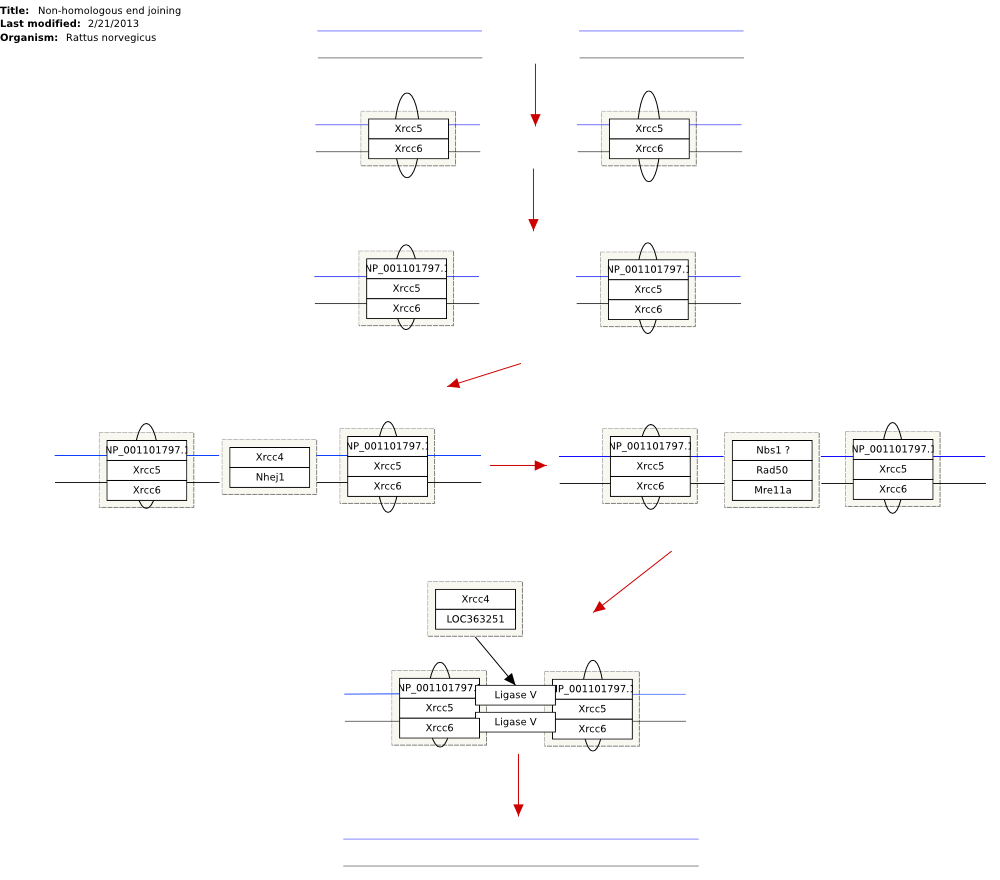 Title: Non-homologous end joining
Last modified: 2/21/2013
Organism: Rattus norvegicus
Xrcc5
Xrcc6
Xrcc5
Xrcc6
NP_001101797.1
Xrcc5
Xrcc6
NP_001101797.1
Xrcc5
Xrcc6
NP_001101797.1
Xrcc5
Xrcc6
Xrcc4
Nhej1
NP_001101797.1
Xrcc5
Xrcc6
NP_001101797.1
Xrcc5
Xrcc6
Nbs1 ?
Rad50
Mre11a
NP_001101797.1
Xrcc5
Xrcc6
Xrcc4
LOC363251
NP_001101797.
Xrcc5
Xrcc6
Ligase V
Ligase V
NP_001101797.1
Xrcc5
Xrcc6